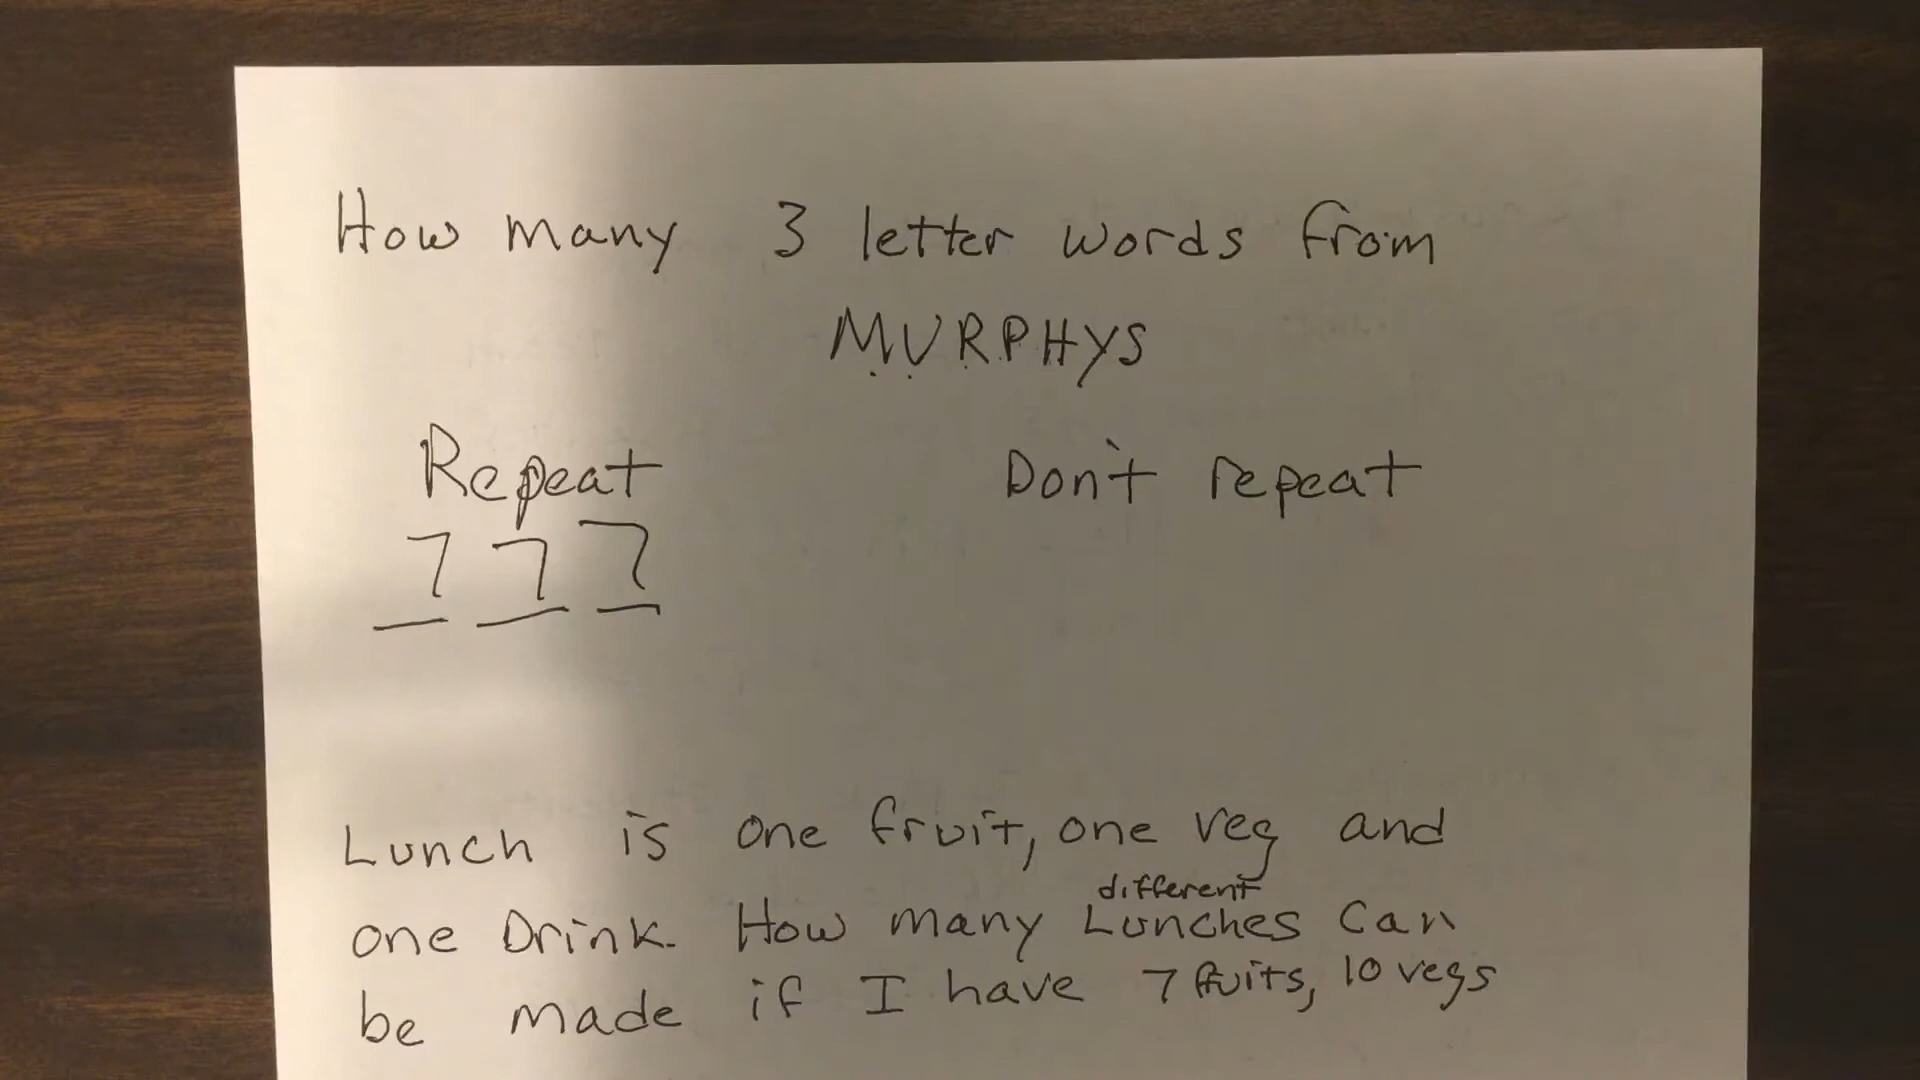 How many 3 letter words from
MURPHYS
Repeat Don't repeat
7 7 7
Lunch is one fruit, one veg and
different
one Drink. How many Lunches can
be made if I have 7 fruits, 10 vegs